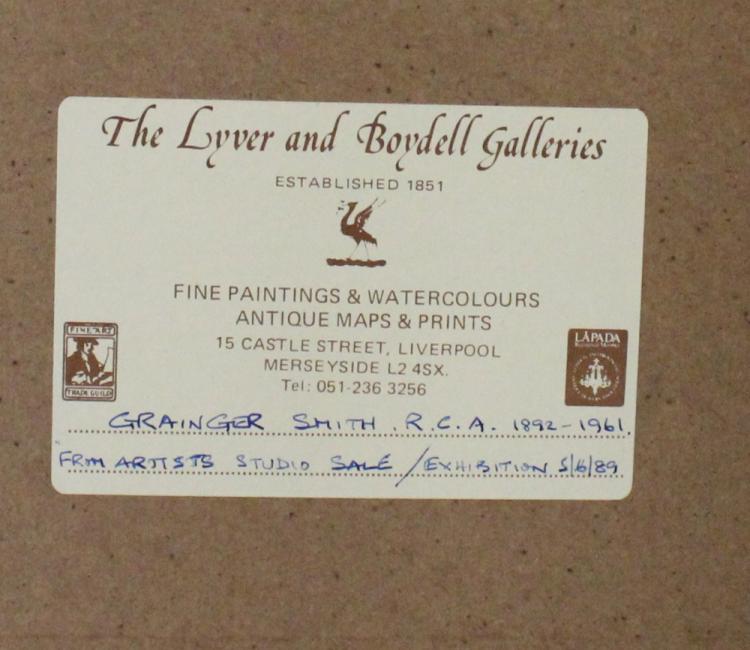 The Lyver and Boydell Galleries
ESTABLISHED 1851
FINE PAINTINGS & WATERCOLOURS
ANTIQUE MAPS & PRINTS
15 CASTLE STREET, LIVERPOOL
MERSEYSIDE L2 4SX.
Tel: 051-236 3256
FINE ART
TRADE GUILD
LAPADA
GRAINGER SMITH . R.C.A. 1892-1961.
FROM ARTISTS STUDIO SALE / EXHIBITION 5/6/89